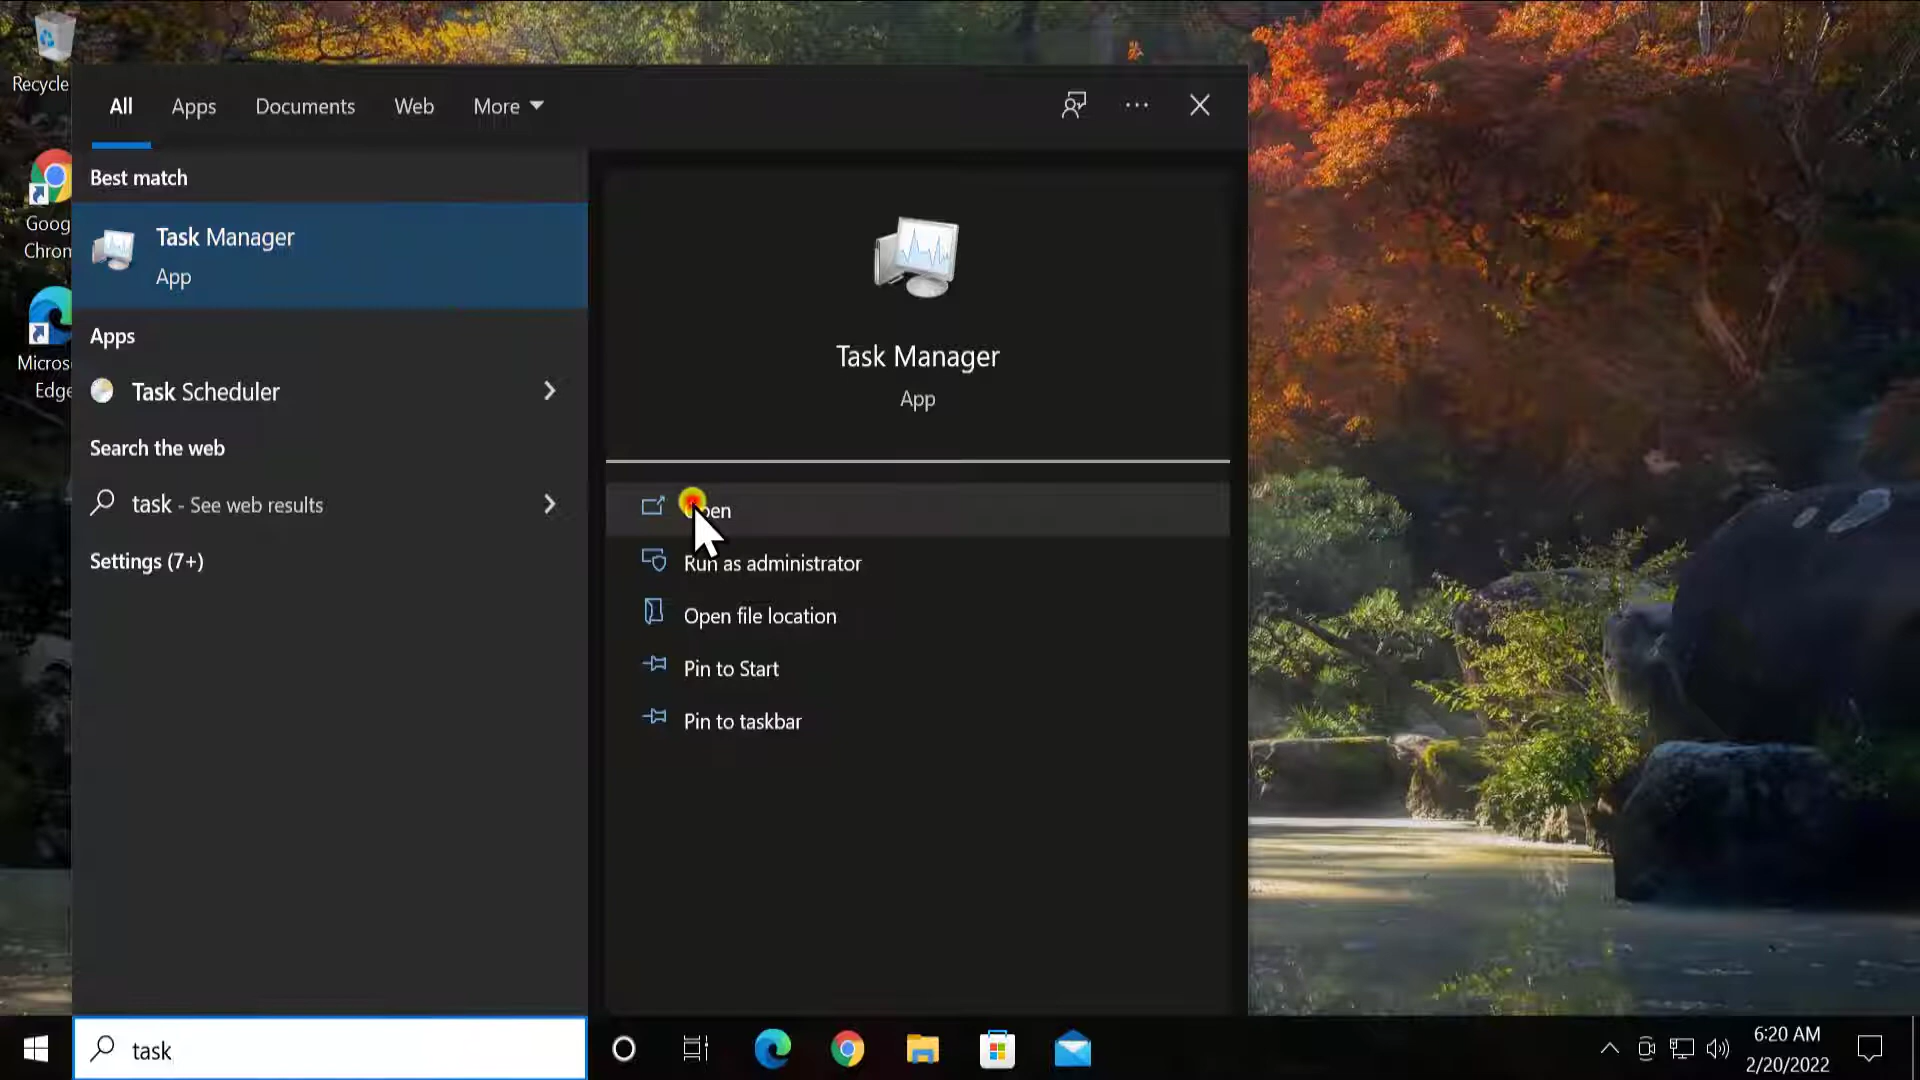 Recycle
Goog
Chrom
Micros
Edge
All
Apps
Documents
Web
More
Best match
Task Manager
App
Apps
Task Scheduler
Search the web
task - See web results
Settings (7+)
Task Manager
App
Run as administrator
Open file location
Pin to Start
Pin to taskbar
task
6:20 AM
2/20/2022